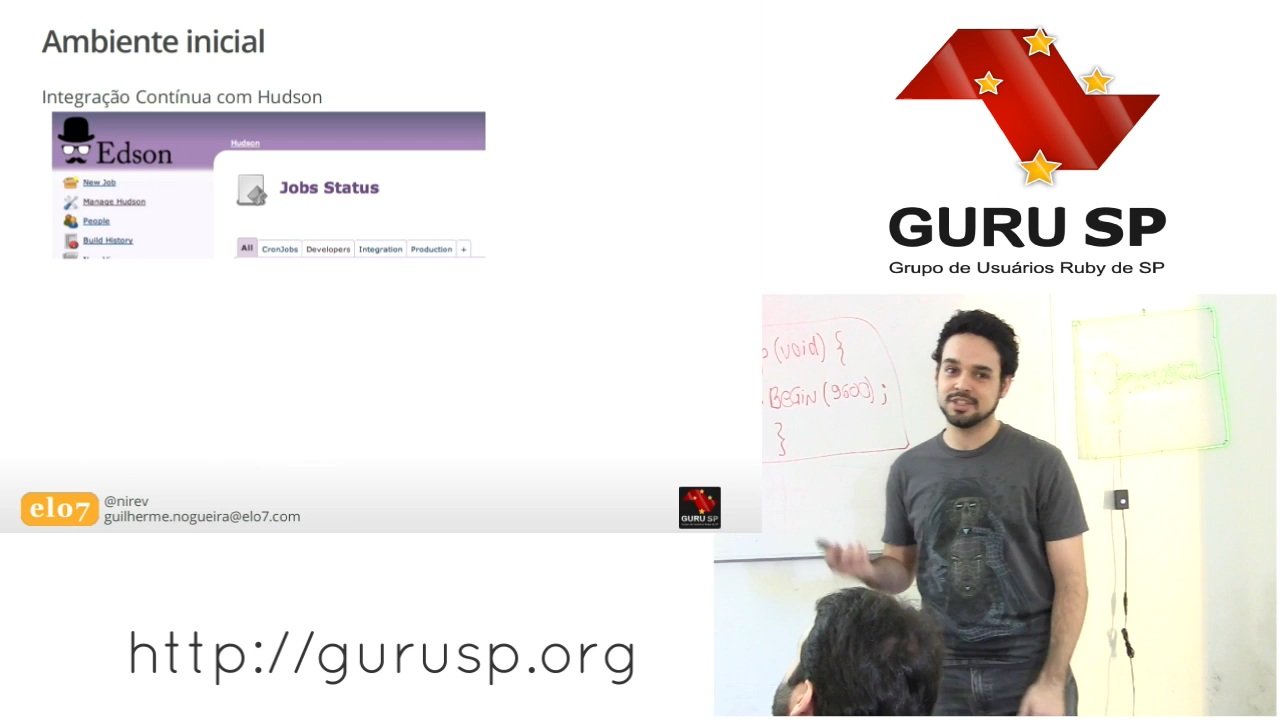 Ambiente inicial
Integração Contínua com Hudson
Edson
Hudson
New Job
Manage Hudson
People
Build History
Jobs Status
All CronJobs Developers Integration Production +
elo7
@nirev
guilherme.nogueira@elo7.com
GURU SP
http://gurusp.org
GURU SP
Grupo de Usuários Ruby de SP
(void) {
BEGIN (9600) ;
}